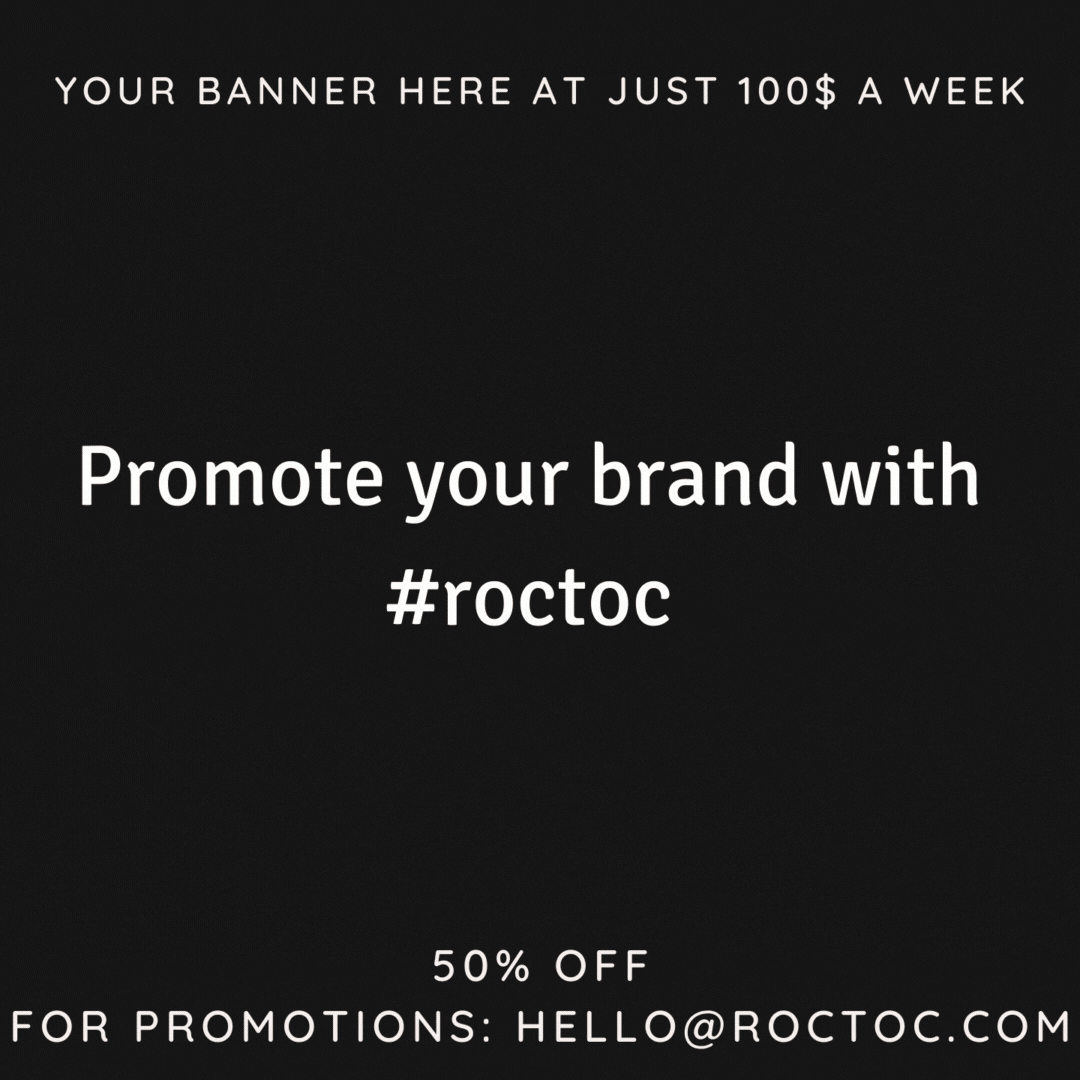 YOUR BANNER HERE AT JUST 100$ A WEEK
Promote your brand with
#roctoc
50% OFF
FOR PROMOTIONS: HELLO@ROCTOC.COM